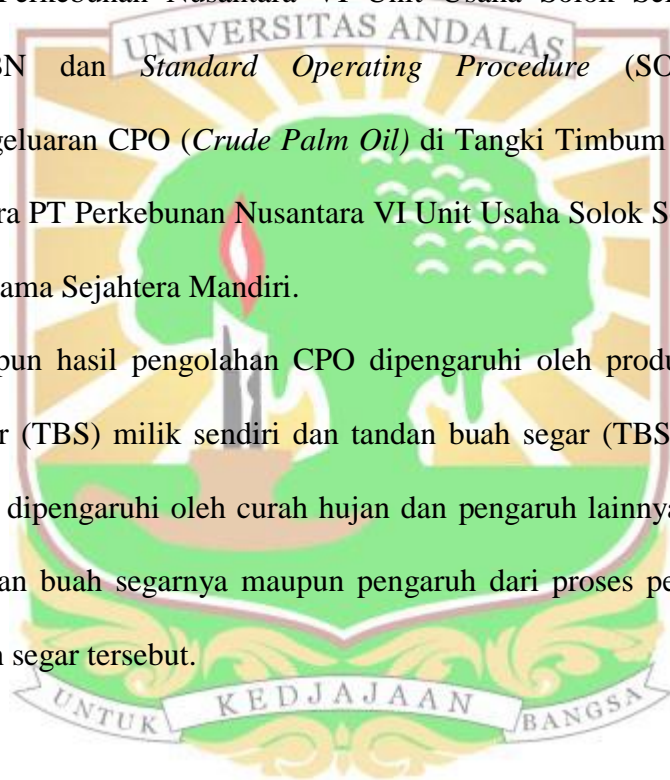 Perkebunan Nusantara VI Unit Usaha Solok Sel
UNIVERSITAS ANDALAS
BN dan Standard Operating Procedure (SO
geluaran CPO (Crude Palm Oil) di Tangki Timbum
ra PT Perkebunan Nusantara VI Unit Usaha Solok S
ama Sejahtera Mandiri.
pun hasil pengolahan CPO dipengaruhi oleh produ
r (TBS) milik sendiri dan tandan buah segar (TBS
dipengaruhi oleh curah hujan dan pengaruh lainnya
an buah segarnya maupun pengaruh dari proses pe
segar tersebut.
UNTUK KEDJAJAAN BANGSA